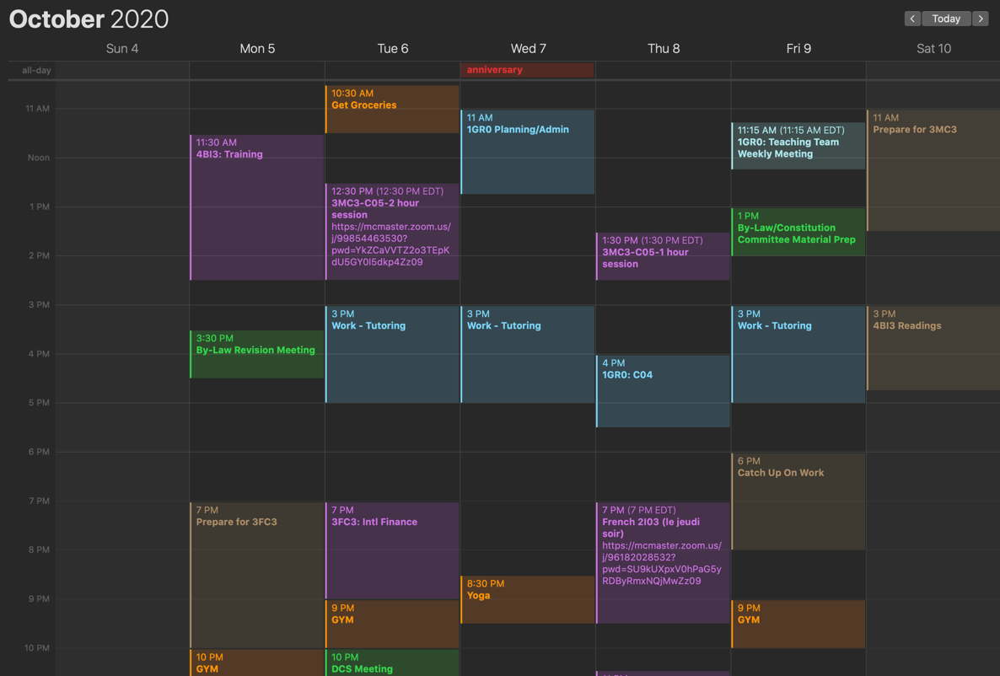 October 2020
Today
Sun 4
Mon 5
Tue 6
Wed 7
Thu 8
Fri 9
Sat 10
all-day
anniversary
11 AM
Noon
1 PM
2 PM
3 PM
4 PM
5 PM
6 PM
7 PM
8 PM
9 PM
10 PM
11:30 AM
4BI3: Training
3:30 PM
By-Law Revision Meeting
7 PM
Prepare for 3FC3
10 PM
GYM
10:30 AM
Get Groceries
12:30 PM (12:30 PM EDT)
3MC3-C05-2 hour
session
https://mcmaster.zoom.us/
j/99854463530?
pwd=YkZCaVVTZ2o3TEpK
dU5GY0l5dkp4Zz09
3 PM
Work - Tutoring
7 PM
3FC3: Intl Finance
9 PM
GYM
10 PM
DCS Meeting
11 AM
1GR0 Planning/Admin
3 PM
Work - Tutoring
8:30 PM
Yoga
1:30 PM (1:30 PM EDT)
3MC3-C05-1 hour
session
4 PM
1GR0: C04
7 PM (7 PM EDT)
French 2I03 (le jeudi
soir)
https://mcmaster.zoom.us/
j/96182028532?
pwd=SU9kUXpxV0hPaG5y
RDByRmxNQjMwZz09
11:15 AM (11:15 AM EDT)
1GR0: Teaching Team
Weekly Meeting
1 PM
By-Law/Constitution
Committee Material Prep
3 PM
Work - Tutoring
6 PM
Catch Up On Work
9 PM
GYM
11 AM
Prepare for 3MC3
3 PM
4BI3 Readings